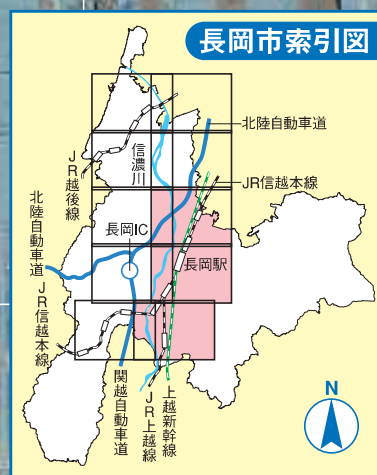 長岡市索引図
北陸自動車道
信濃川
JR越後線
JR信越本線
長岡IC
北陸自動車道
長岡駅
JR信越本線
関越自動車道
JR上越線
上越新幹線
N